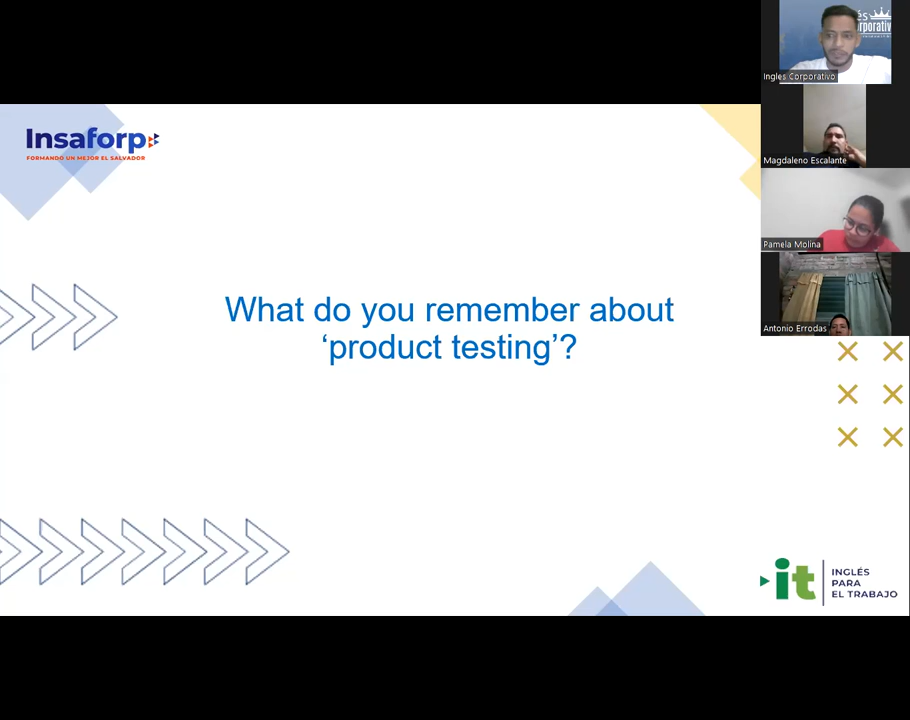 Insaforp
FORMANDO UN MEJOR EL SALVADOR
What do you remember about
‘product testing’?
it
INGLÉS
PARA
EL TRABAJO
Ingles Corporativo
Magdaleno Escalante
Pamela Molina
Antonio Errodas